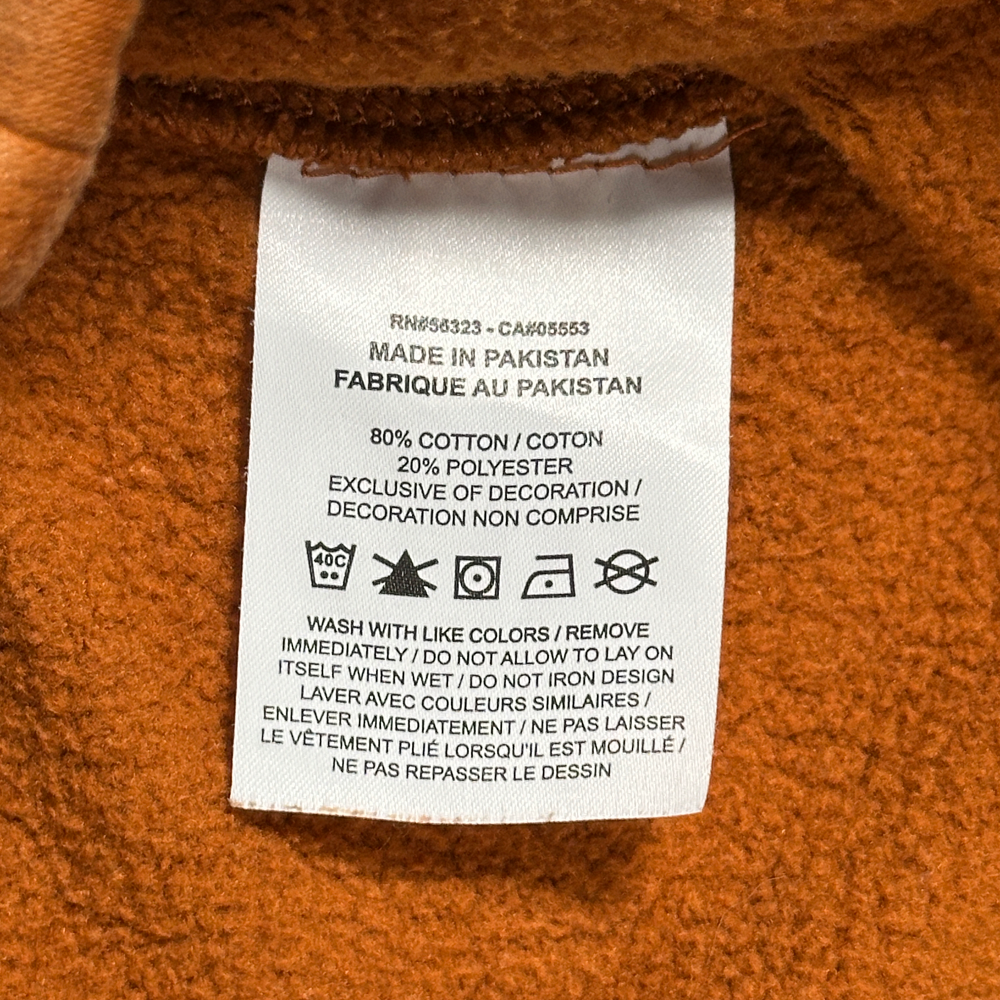 RN#56323 - CA#05553
MADE IN PAKISTAN
FABRIQUE AU PAKISTAN
80% COTTON / COTON
20% POLYESTER
EXCLUSIVE OF DECORATION /
DECORATION NON COMPRISE
40C
WASH WITH LIKE COLORS / REMOVE
IMMEDIATELY / DO NOT ALLOW TO LAY ON
ITSELF WHEN WET / DO NOT IRON DESIGN
LAVER AVEC COULEURS SIMILAIRES /
ENLEVER IMMEDIATEMENT / NE PAS LAISSER
LE VÊTEMENT PLIÉ LORSQU'IL EST MOUILLÉ /
NE PAS REPASSER LE DESSIN